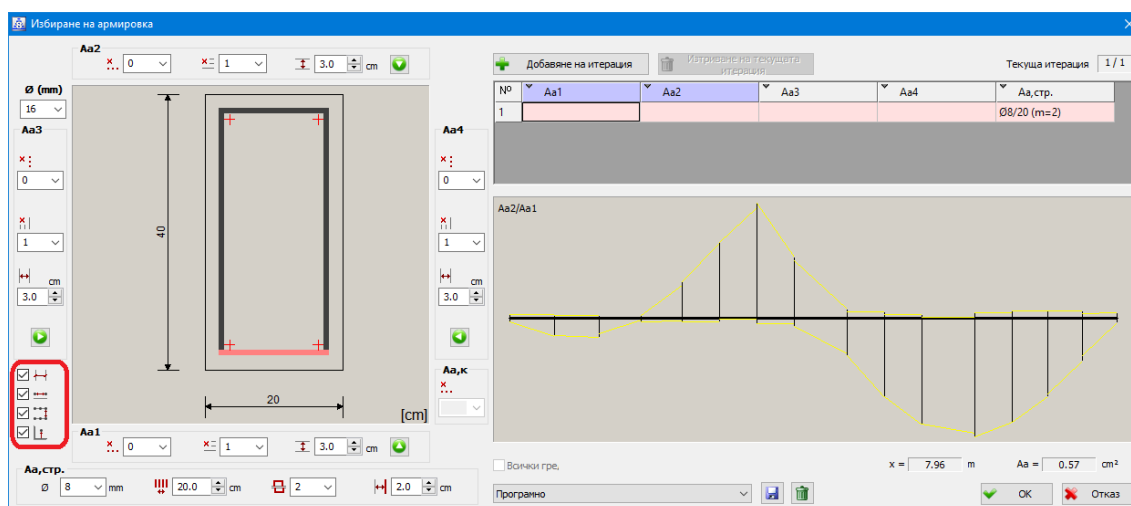 Избиране на армировка
Aa2
0
1
3.0 cm
Ø (mm)
16
Aa3
0
1
cm
3.0
40
20
[cm]
Aa4
0
1
cm
3.0
Aa,к
Aa1
0
1
3.0 cm
Aa,стр.
Ø 8 mm
20.0 cm
2
2.0 cm
Добавяне на итерация
Изтриване на текущата
итерация
Текуща итерация 1 / 1
Nº Aa1 Aa2 Aa3 Aa4 Aa,стр.
1 Ø8/20 (m=2)
Aa2/Aa1
Всички гре,
x = 7.96 m Aa = 0.57 cm²
Програмно
OK
Отказ